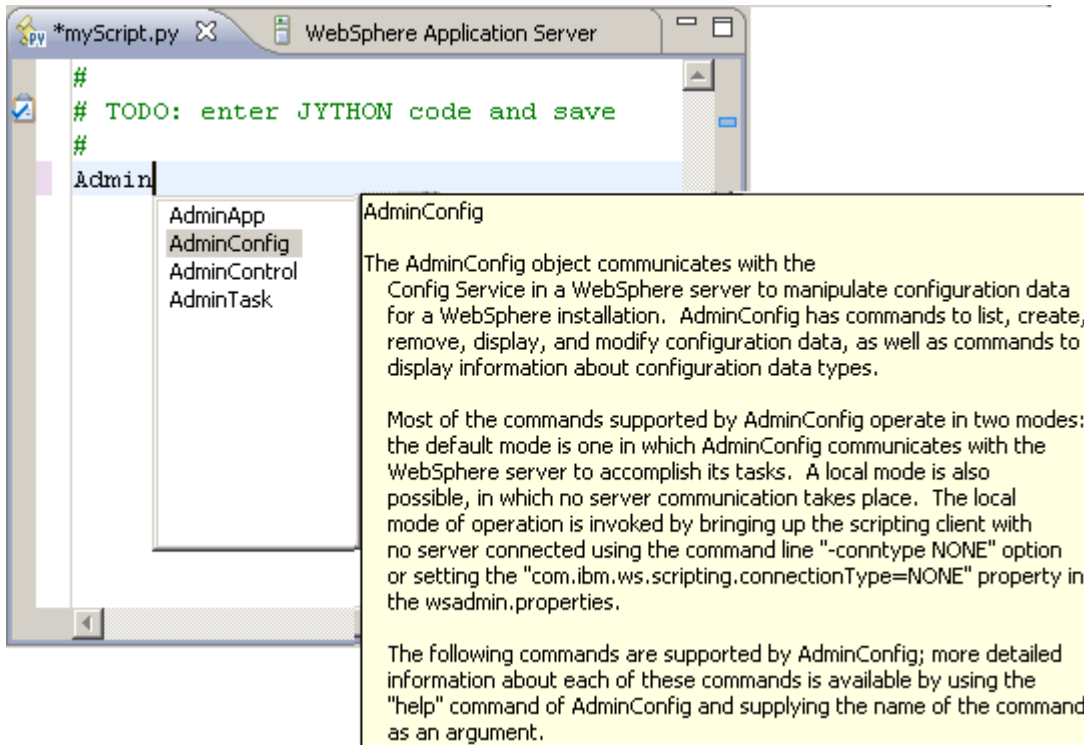 *myScript.py
WebSphere Application Server
#
# TODO: enter JYTHON code and save
#
Admin
AdminApp
AdminConfig
AdminControl
AdminTask
AdminConfig
The AdminConfig object communicates with the
Config Service in a WebSphere server to manipulate configuration data
for a WebSphere installation.  AdminConfig has commands to list, create,
remove, display, and modify configuration data, as well as commands to
display information about configuration data types.
Most of the commands supported by AdminConfig operate in two modes:
the default mode is one in which AdminConfig communicates with the
WebSphere server to accomplish its tasks.  A local mode is also
possible, in which no server communication takes place.  The local
mode of operation is invoked by bringing up the scripting client with
no server connected using the command line "-conntype NONE" option
or setting the "com.ibm.ws.scripting.connectionType=NONE" property in
the wsadmin.properties.
The following commands are supported by AdminConfig; more detailed
information about each of these commands is available by using the
"help" command of AdminConfig and supplying the name of the command
as an argument.